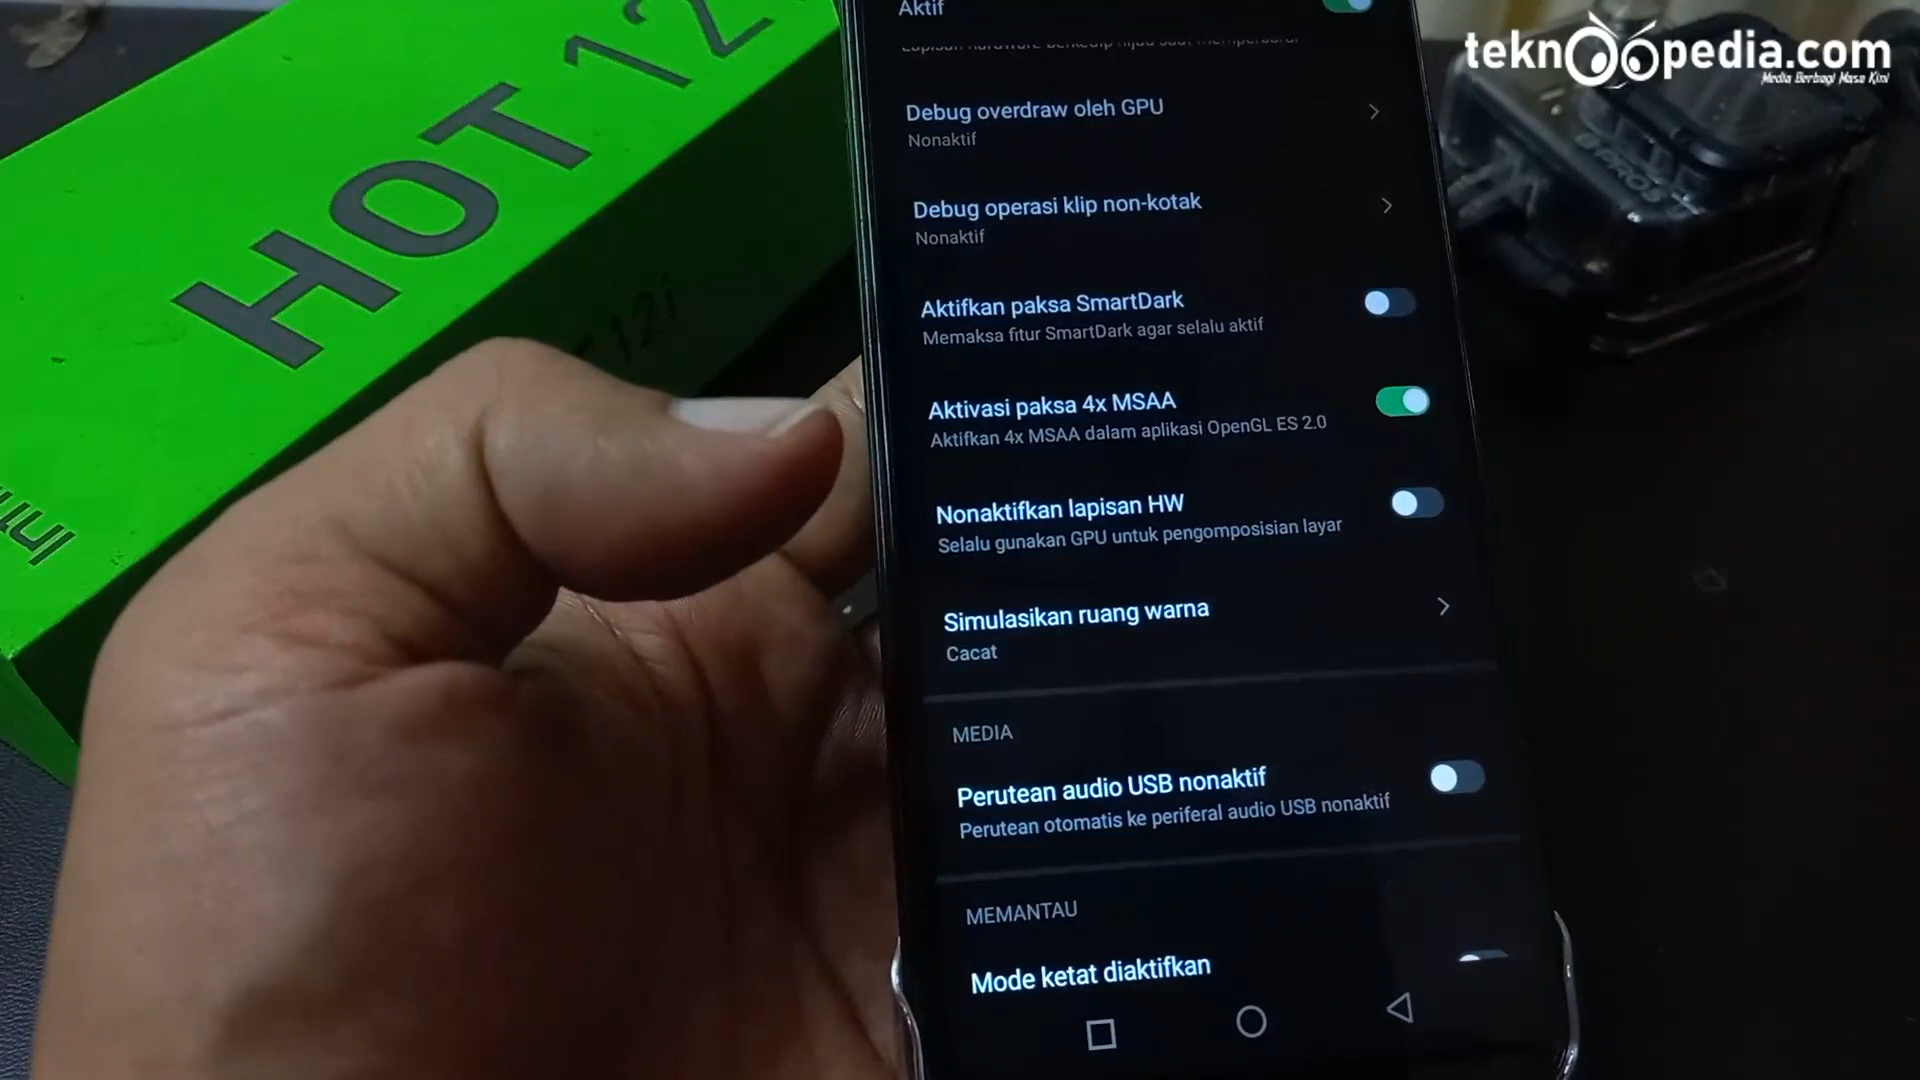 Aktif
teknoopedia.com
Media Berbagi Masa Kini
HOT 12i
Debug overdraw oleh GPU
Nonaktif
Debug operasi klip non-kotak
Nonaktif
Aktifkan paksa SmartDark
Memaksa fitur SmartDark agar selalu aktif
Aktivasi paksa 4x MSAA
Aktifkan 4x MSAA dalam aplikasi OpenGL ES 2.0
Nonaktifkan lapisan HW
Selalu gunakan GPU untuk pengomposisian layar
Simulasikan ruang warna
Cacat
MEDIA
Perutean audio USB nonaktif
Perutean otomatis ke periferal audio USB nonaktif
MEMANTAU
Mode ketat diaktifkan